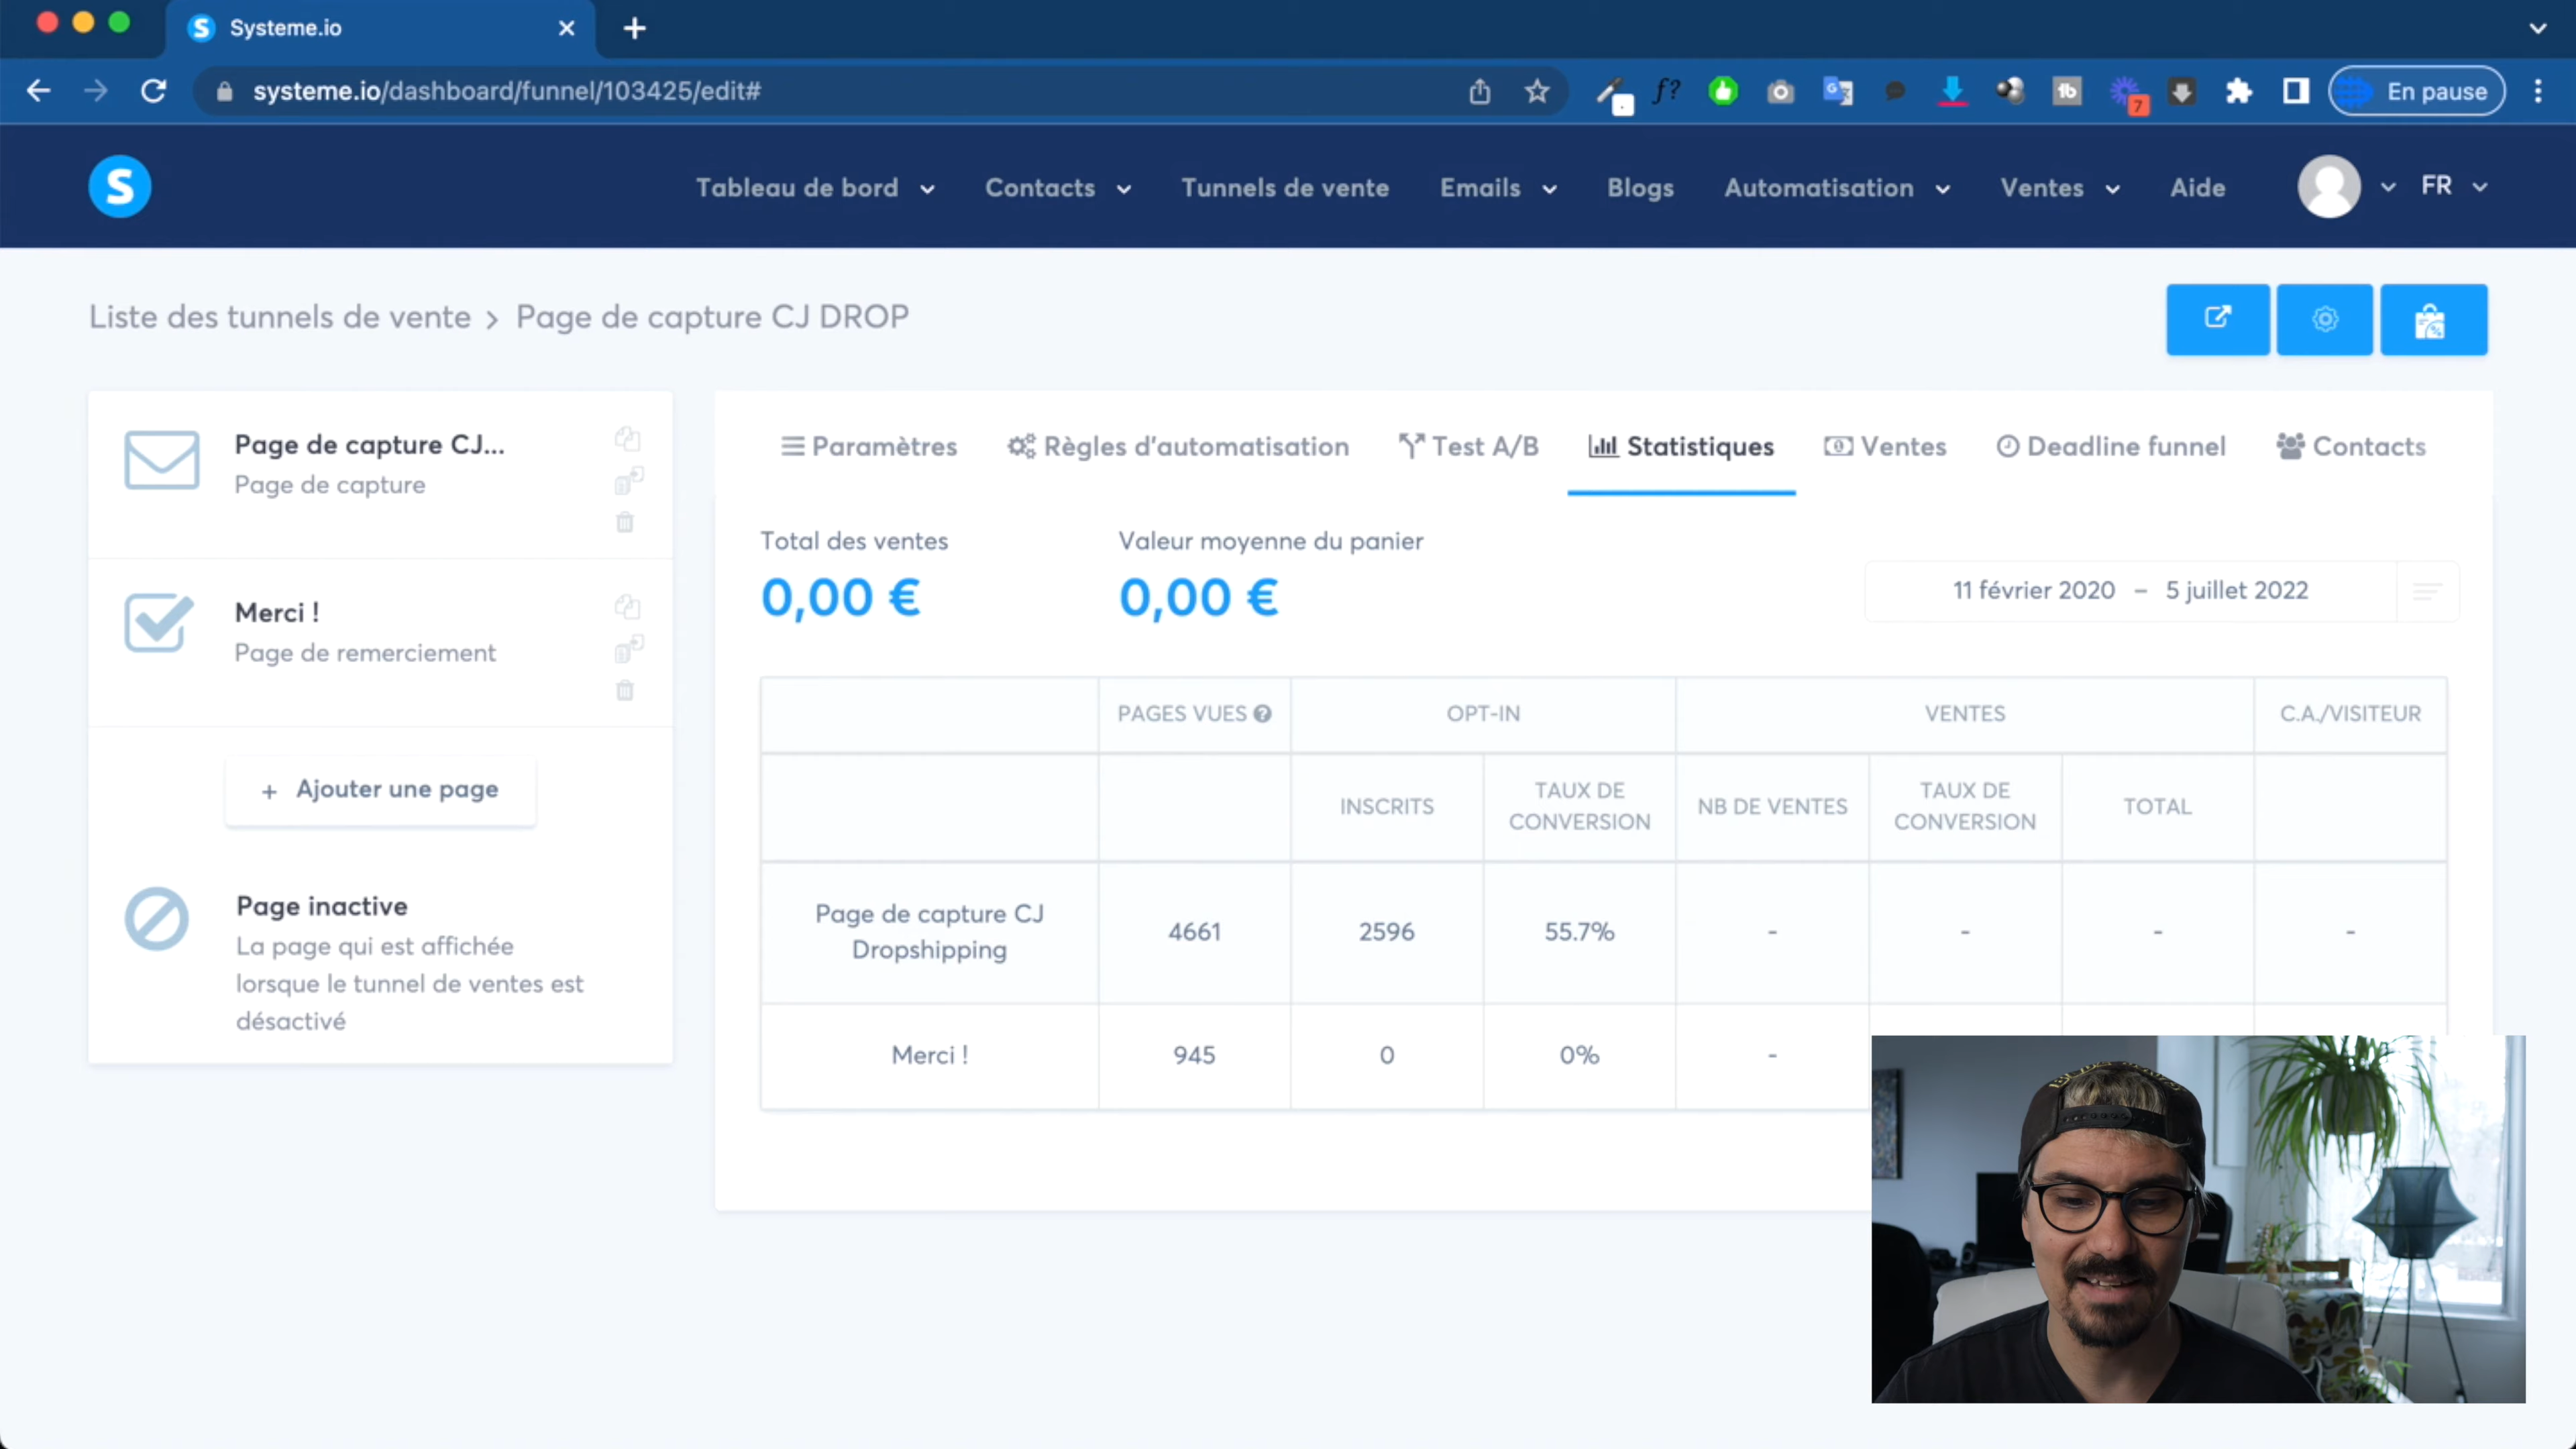 Systeme.io
systeme.io/dashboard/funnel/103425/edit#
f?
7
En pause
S
Tableau de bord
Contacts
Tunnels de vente
Emails
Blogs
Automatisation
Ventes
Aide
FR
Liste des tunnels de vente > Page de capture CJ DROP
Page de capture CJ...
Page de capture
Merci !
Page de remerciement
+ Ajouter une page
Page inactive
La page qui est affichée
lorsque le tunnel de ventes est
désactivé
Paramètres
Règles d'automatisation
Test A/B
Statistiques
Ventes
Deadline funnel
Contacts
Total des ventes
0,00 €
Valeur moyenne du panier
0,00 €
11 février 2020 – 5 juillet 2022
PAGES VUES ?
OPT-IN
VENTES
C.A./VISITEUR
INSCRITS
TAUX DE
CONVERSION
NB DE VENTES
TAUX DE
CONVERSION
TOTAL
Page de capture CJ
Dropshipping
4661
2596
55.7%
-
-
-
-
Merci !
945
0
0%
-